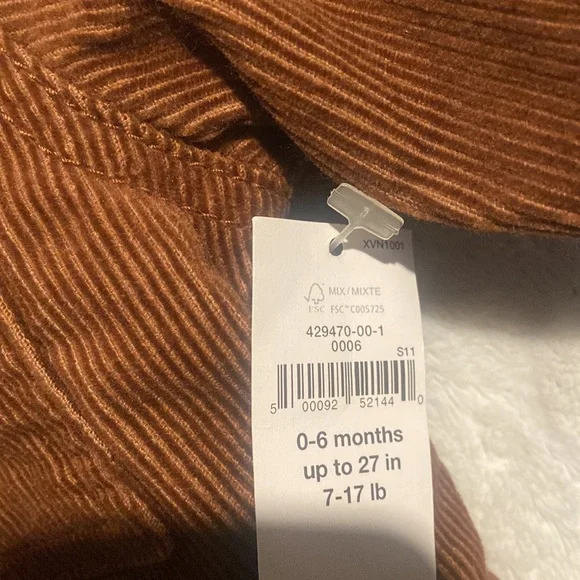 XVN1001
MIX / MIXTE
FSC FSC™ C005725
429470-00-1
0006
S11
5 00092 52144 0
0-6 months
up to 27 in
7-17 lb